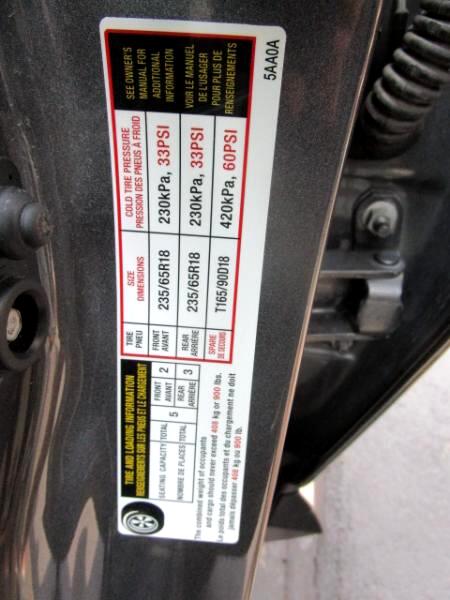 TIRE AND LOADING INFORMATION
RENSEIGNEMENTS SUR LES PNEUS ET LE CHARGEMENT
SEATING CAPACITY TOTAL 5 FRONT 2 REAR 3
NOMBRE DE PLACES TOTAL AVANT ARRIÈRE
The combined weight of occupants
and cargo should never exceed 408 kg or 900 lbs.
Le poids total des occupants et du chargement ne doit
jamais dépasser 408 kg ou 900 lb.
TIRE SIZE COLD TIRE PRESSURE
PNEU DIMENSIONS PRESSION DES PNEUS À FROID
FRONT
AVANT 235/65R18 230kPa, 33PSI
REAR
ARRIÈRE 235/65R18 230kPa, 33PSI
SPARE
DE SECOURS T165/90D18 420kPa, 60PSI
SEE OWNER'S
MANUAL FOR
ADDITIONAL
INFORMATION
VOIR LE MANUEL
DE L'USAGER
POUR PLUS DE
RENSEIGNEMENTS
5AA0A